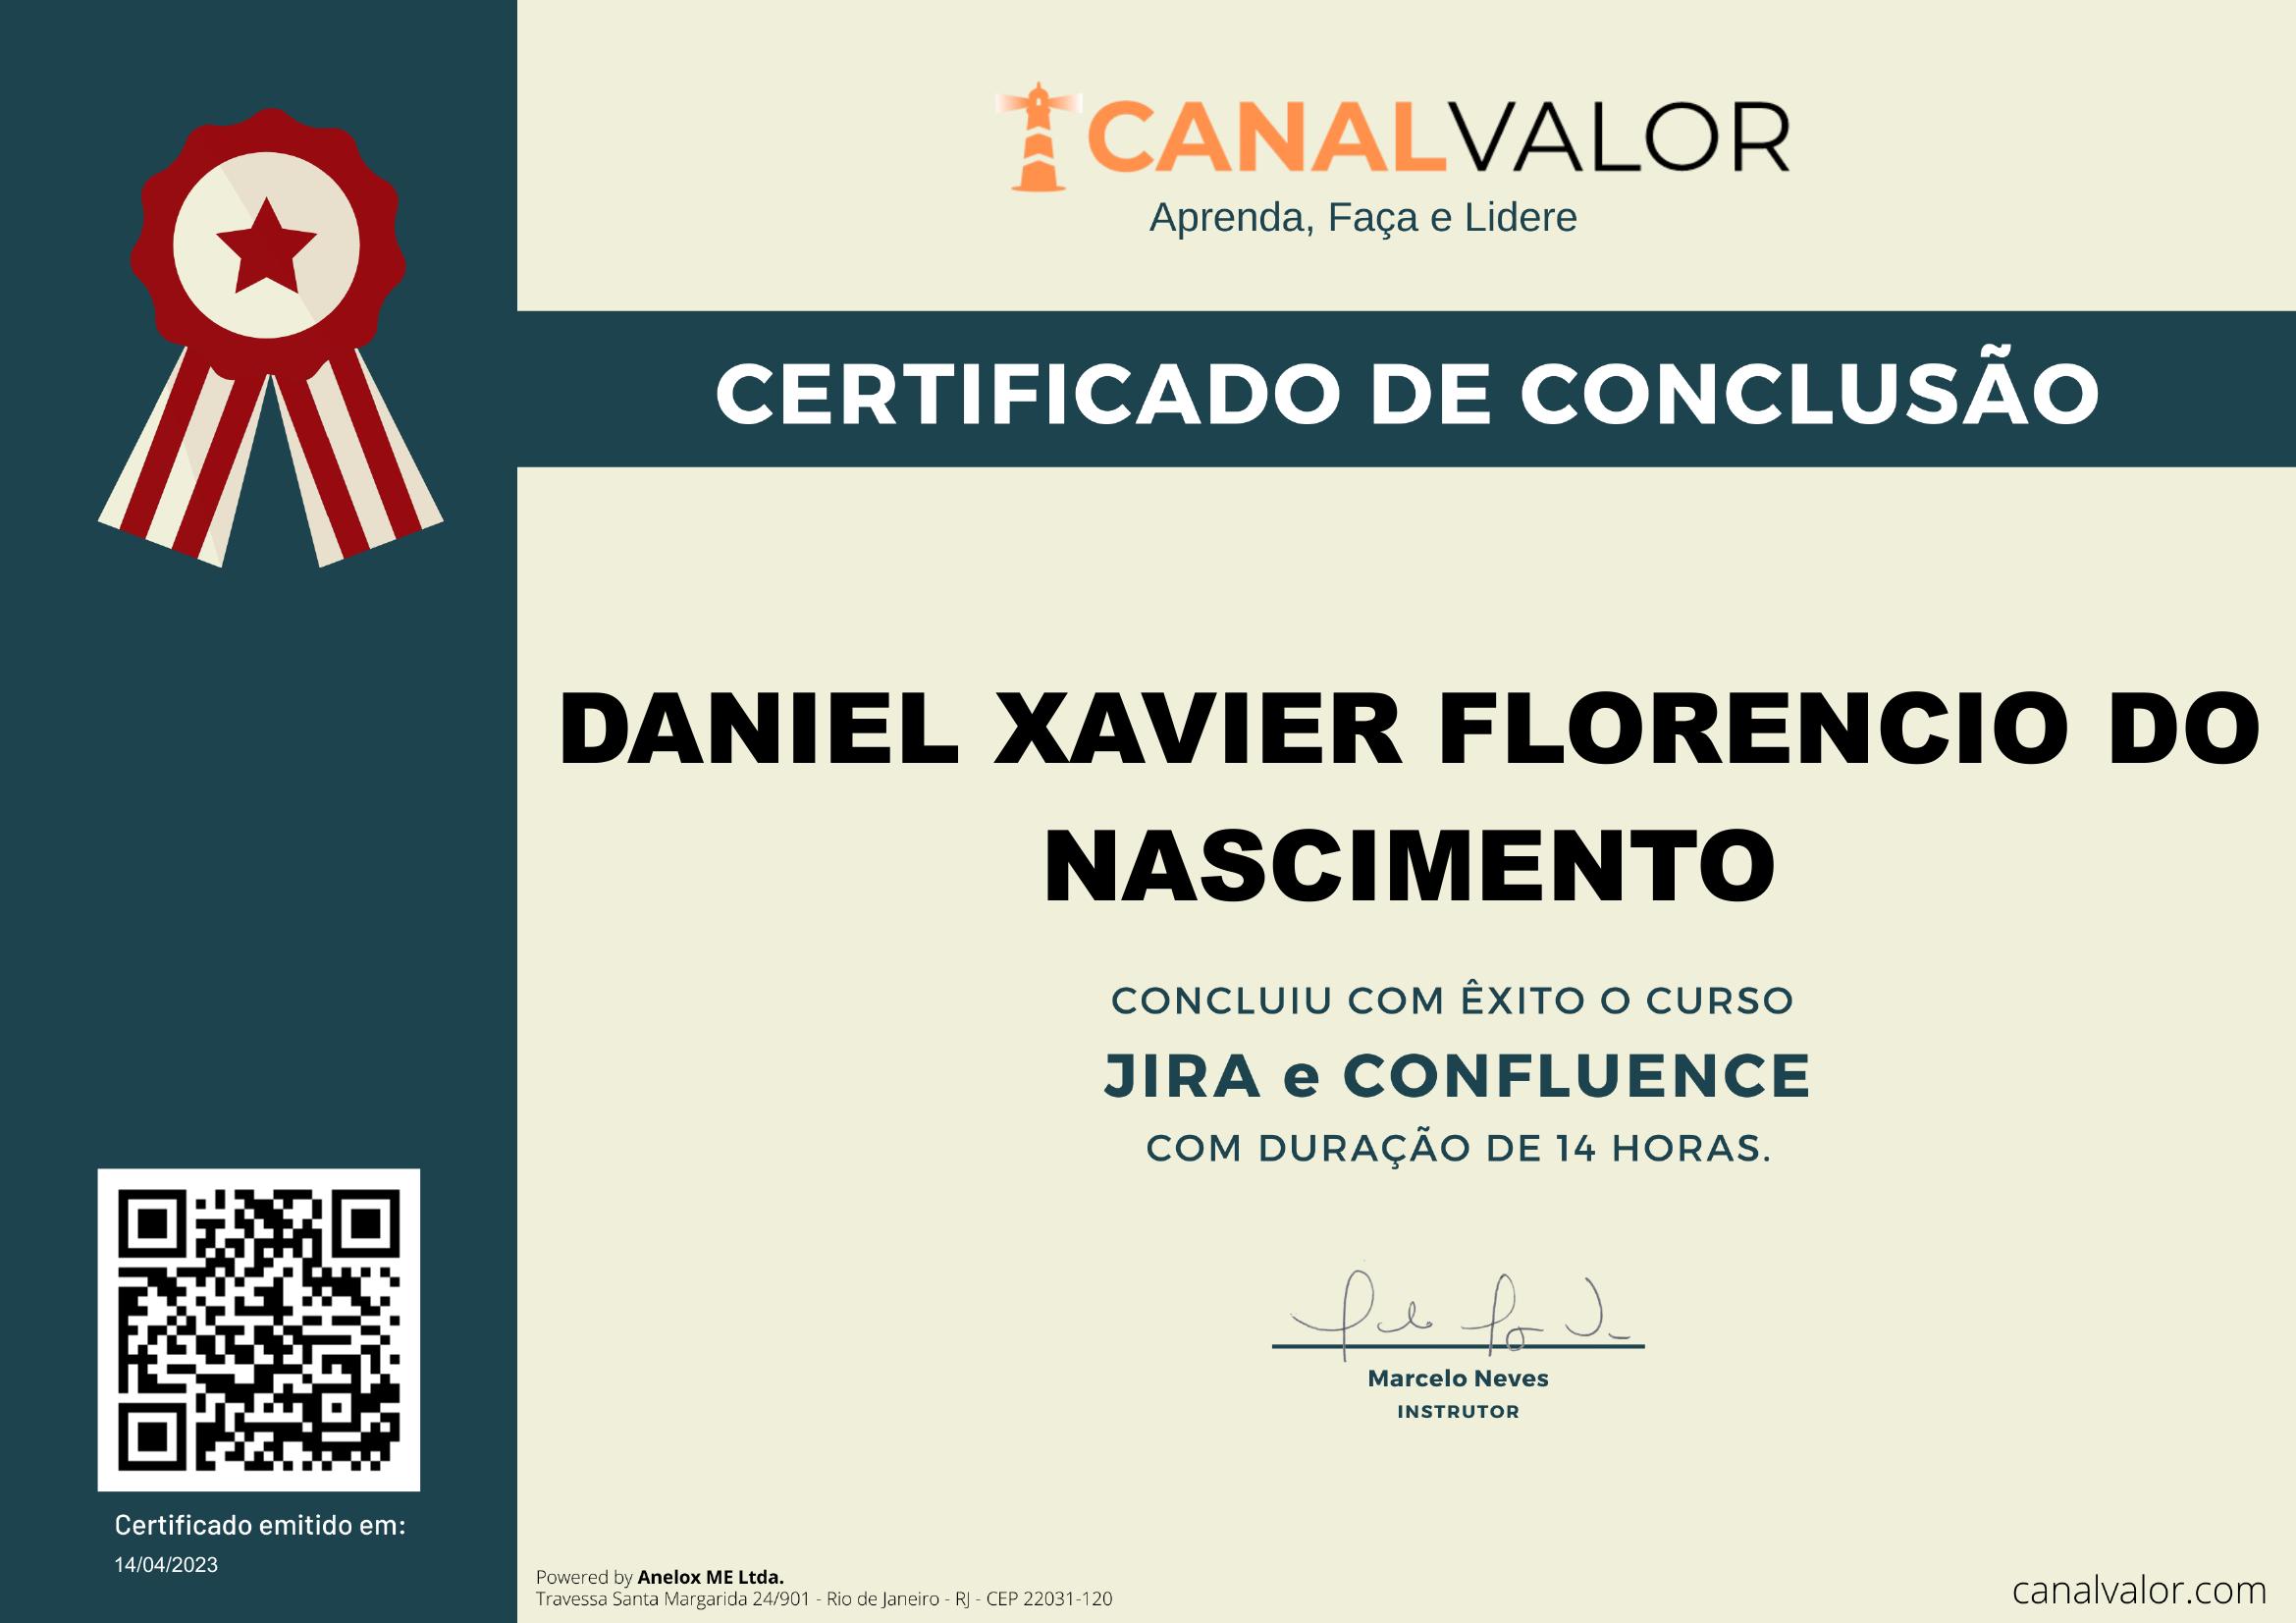 CANALVALOR
Aprenda, Faça e Lidere
CERTIFICADO DE CONCLUSÃO
DANIEL XAVIER FLORENCIO DO
NASCIMENTO
CONCLUIU COM ÊXITO O CURSO
JIRA e CONFLUENCE
COM DURAÇÃO DE 14 HORAS.
Marcelo Neves
INSTRUTOR
Certificado emitido em:
14/04/2023
Powered by Anelox ME Ltda.
Travessa Santa Margarida 24/901 - Rio de Janeiro - RJ - CEP 22031-120
canalvalor.com